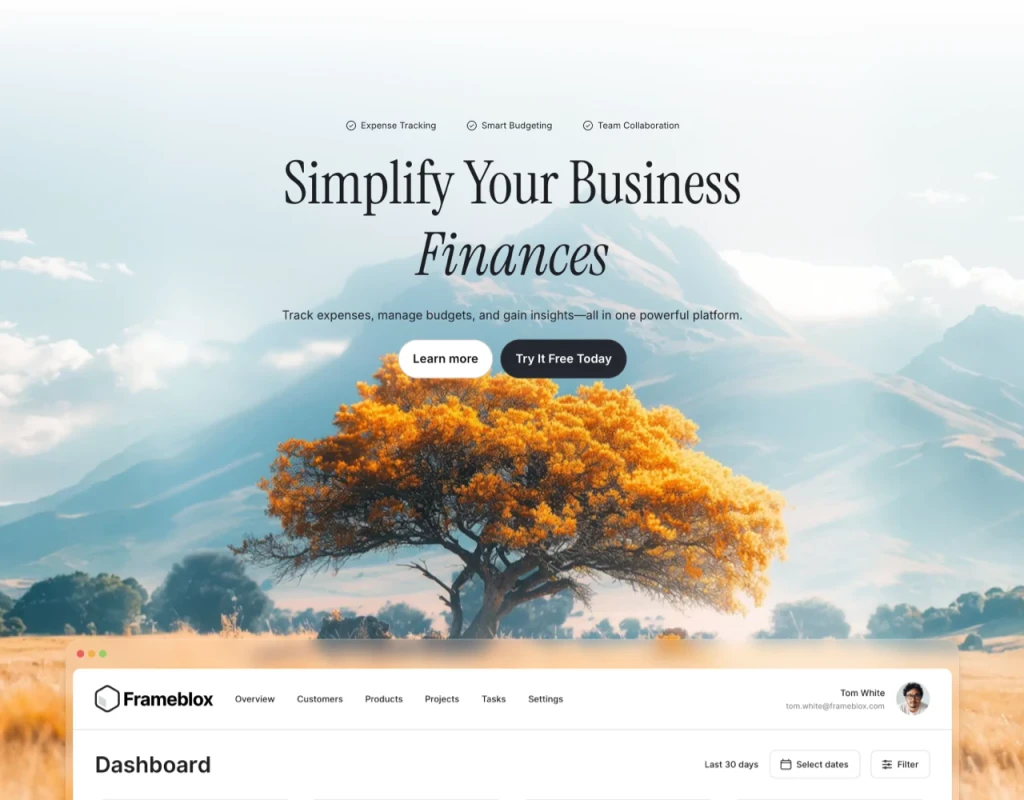 Expense Tracking Smart Budgeting Team Collaboration
Simplify Your Business
Finances
Track expenses, manage budgets, and gain insights—all in one powerful platform.
Learn more Try It Free Today
Frameblox Overview Customers Products Projects Tasks Settings Tom White
tom.white@frameblox.com
Dashboard Last 30 days Select dates Filter